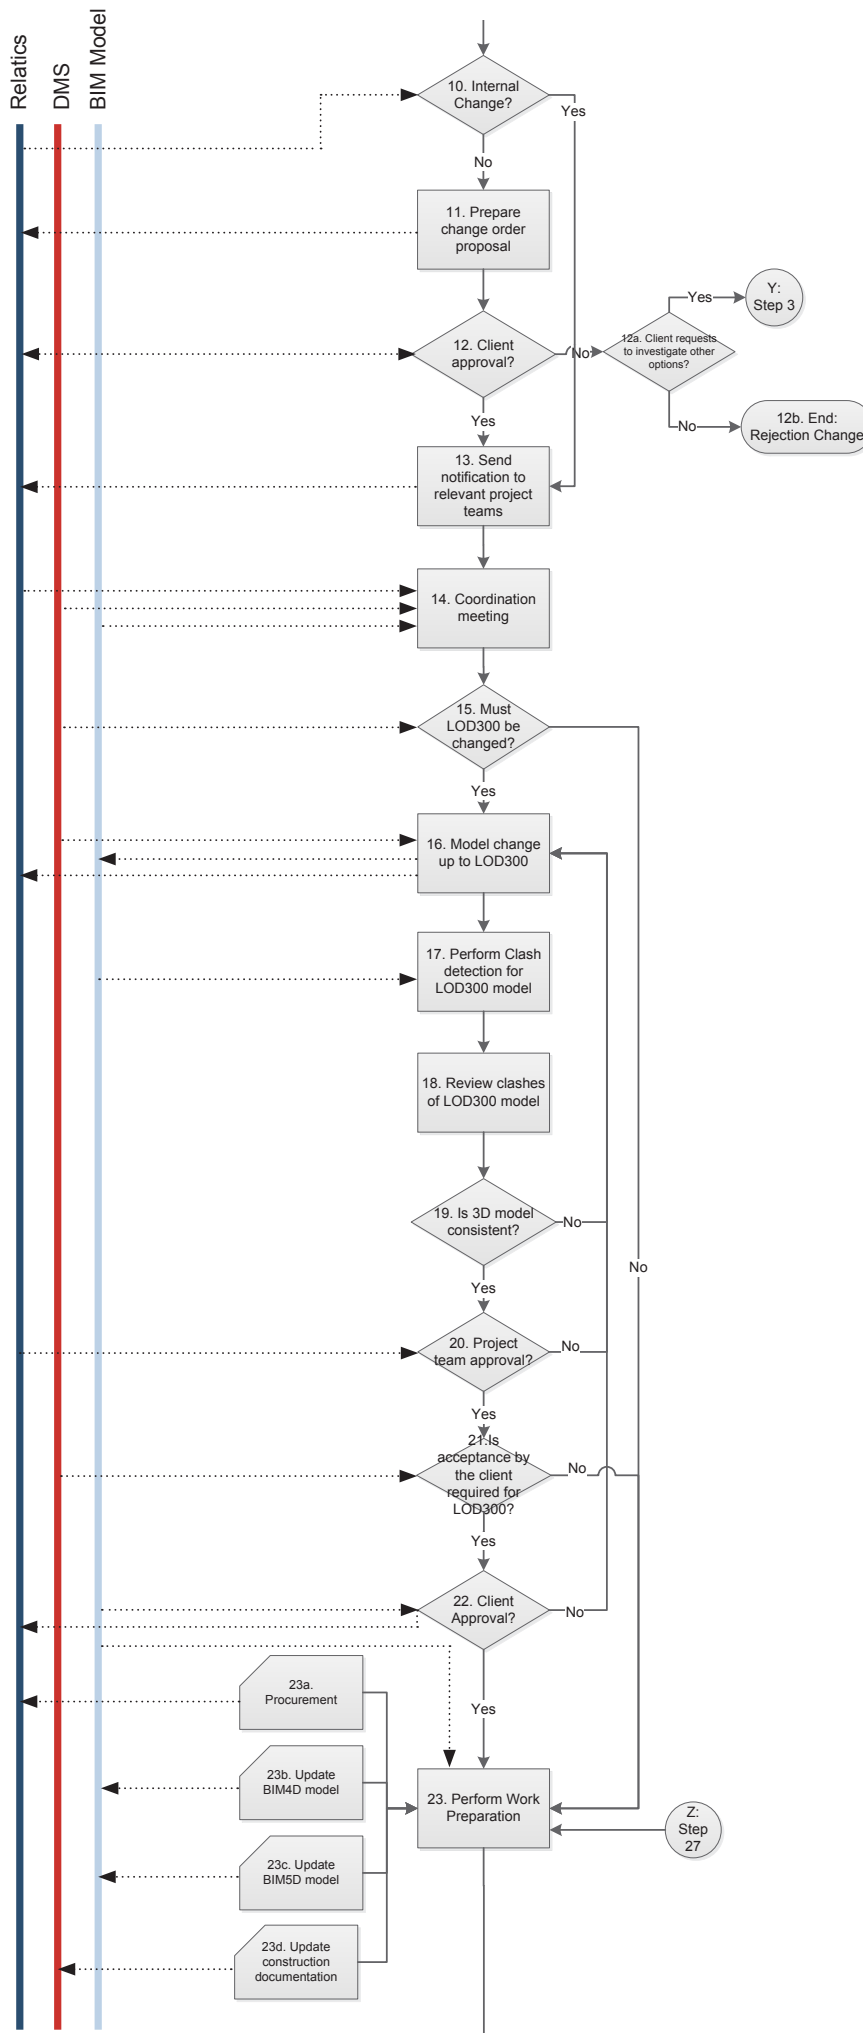 Relatics
DMS
BIM Model
10. Internal
Change?
Yes
No
11. Prepare
change order
proposal
Y:
Step 3
Yes
12. Client
approval?
No
12a. Client requests
to investigate other
options?
Yes
No
12b. End:
Rejection Change
13. Send
notification to
relevant project
teams
14. Coordination
meeting
15. Must
LOD300 be
changed?
Yes
16. Model change
up to LOD300
17. Perform Clash
detection for
LOD300 model
18. Review clashes
of LOD300 model
19. Is 3D model
consistent?
No
No
Yes
20. Project
team approval?
No
Yes
21.Is
acceptance by
the client
required for
LOD300?
No
Yes
22. Client
Approval?
No
23a.
Procurement
Yes
23b. Update
BIM4D model
23. Perform Work
Preparation
Z:
Step
27
23c. Update
BIM5D model
23d. Update
construction
documentation